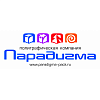 полиграфическая компания
Парадигма
www.paradigma-print.ru